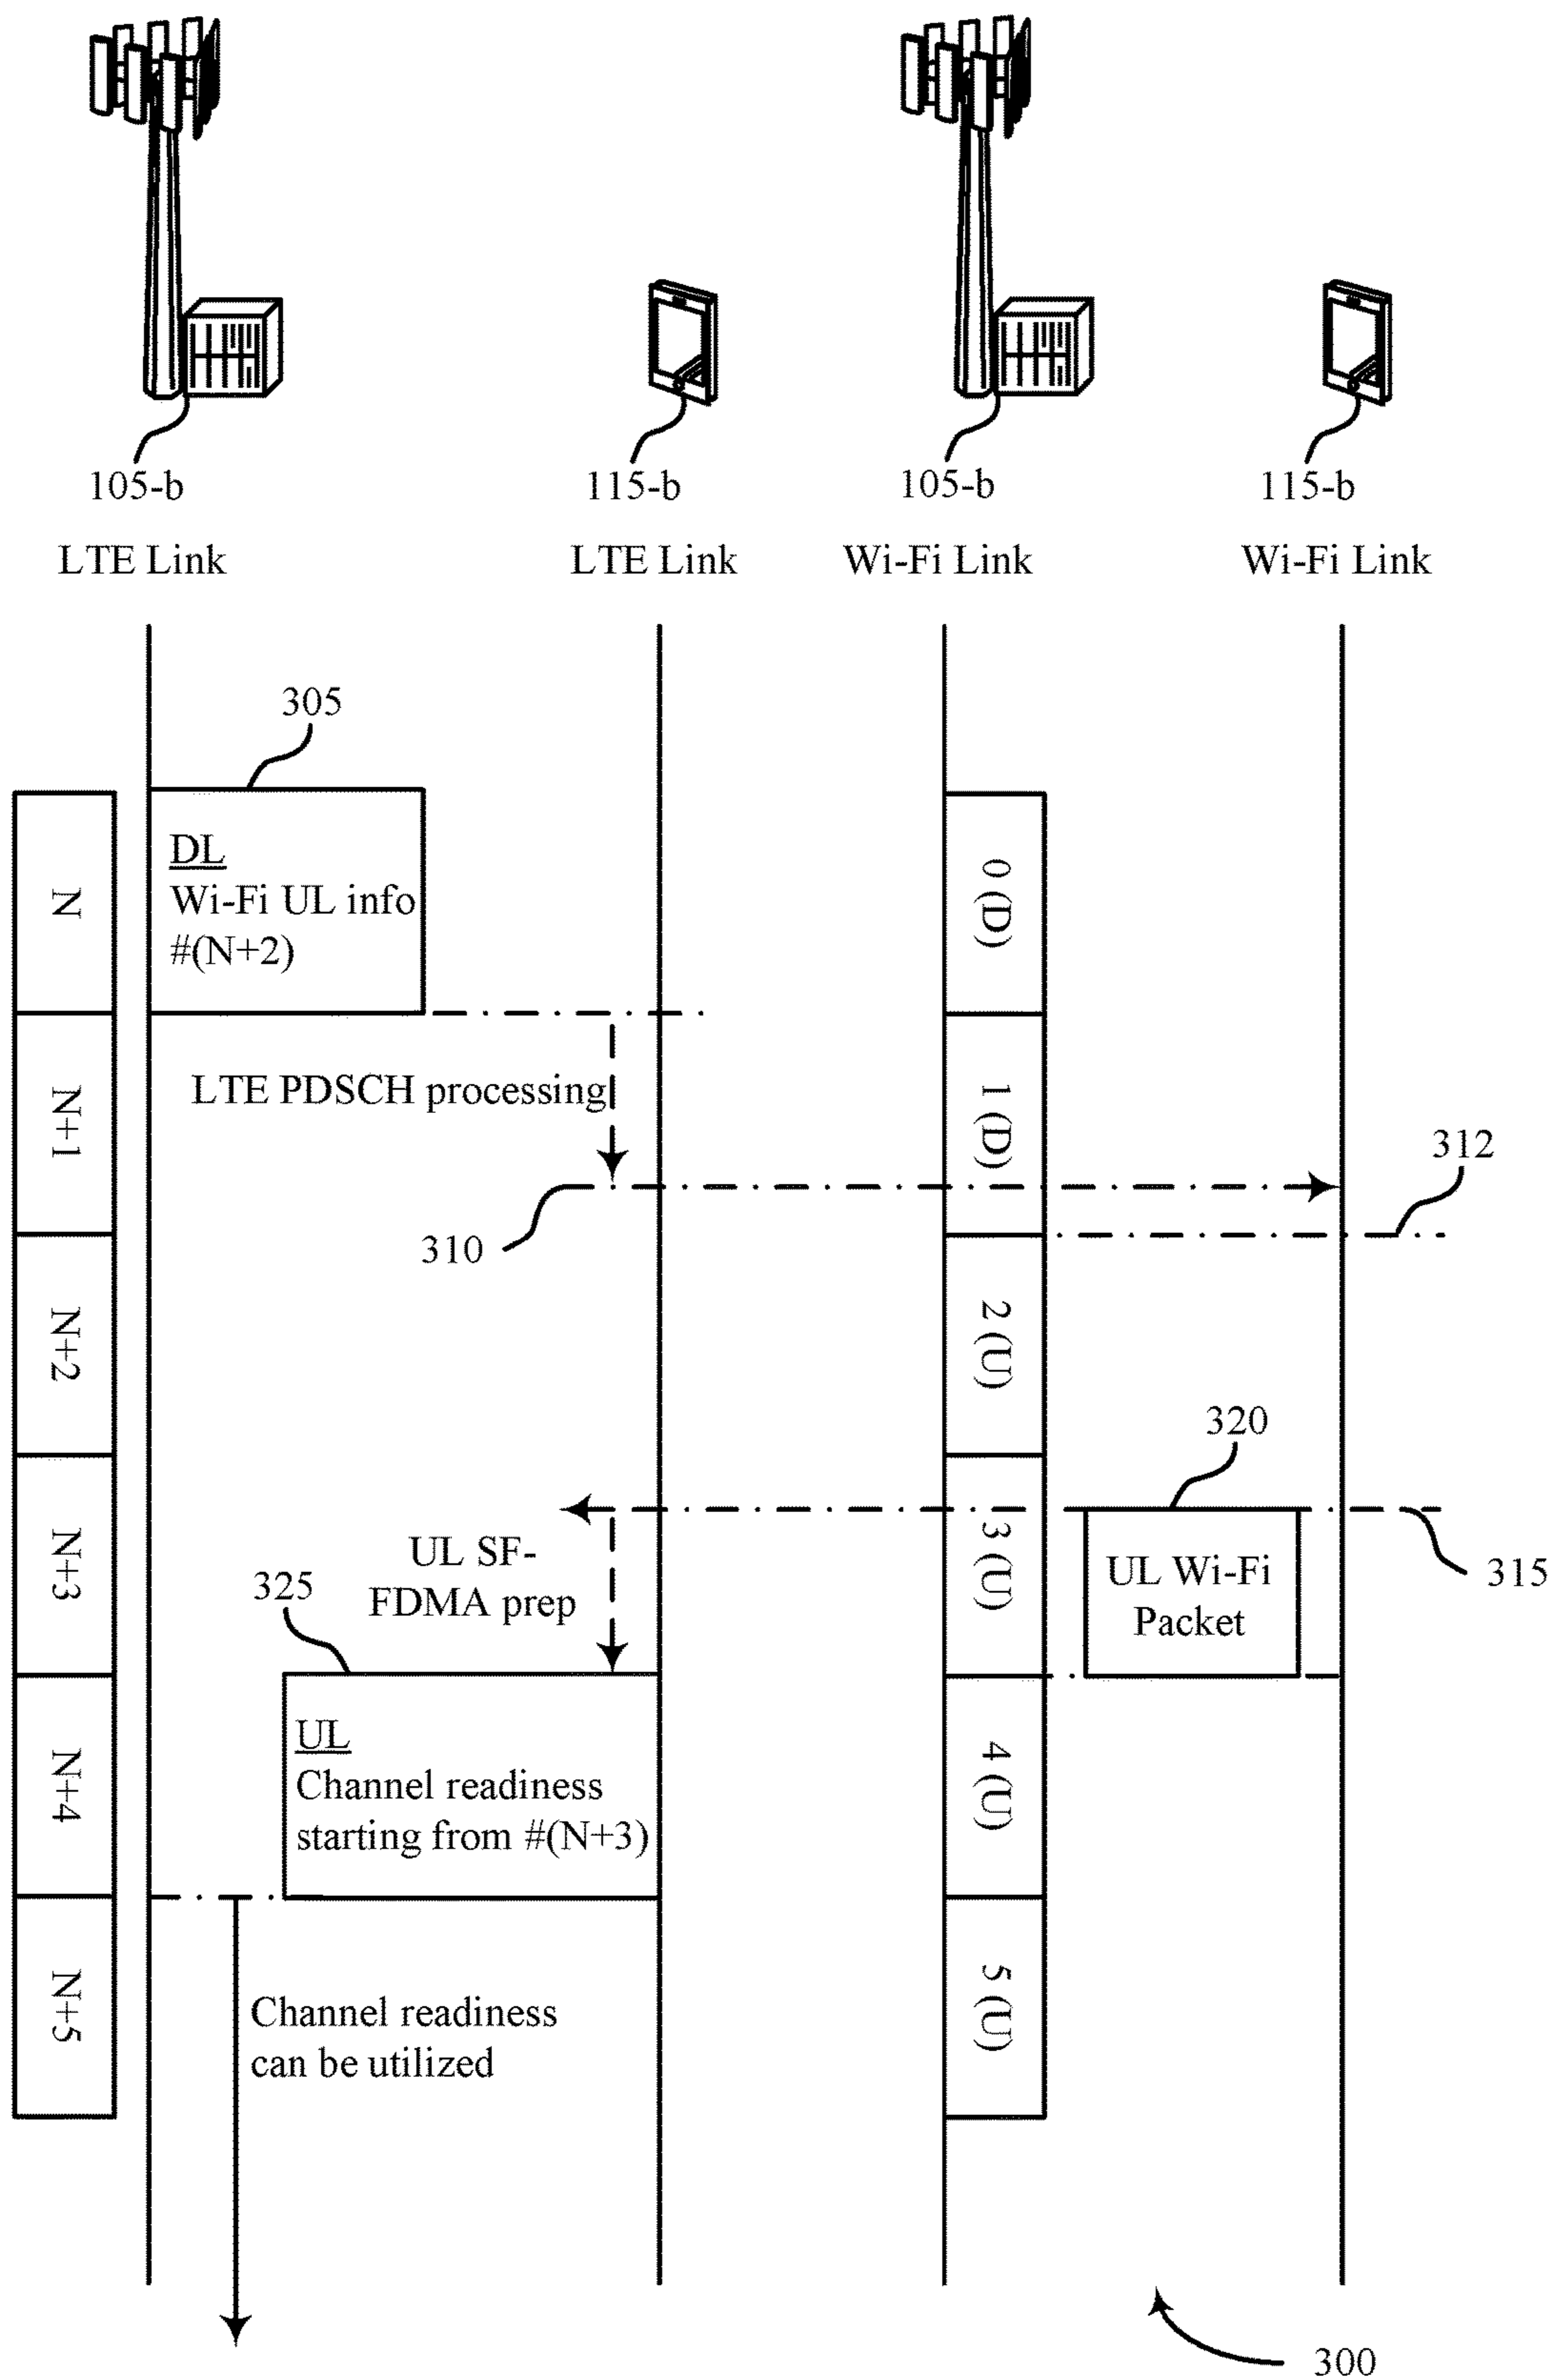 105-b
115-b
105-b
115-b
LTE Link
LTE Link
Wi-Fi Link
Wi-Fi Link
305
DL
Wi-Fi UL info
#(N+2)
N
0 (D)
LTE PDSCH processing
N+1
1 (D)
312
310
N+2
2 (U)
320
315
UL SF-
FDMA prep
325
N+3
3 (U)
UL Wi-Fi
Packet
UL
Channel readiness
starting from #(N+3)
N+4
4 (U)
N+5
5 (U)
Channel readiness
can be utilized
300